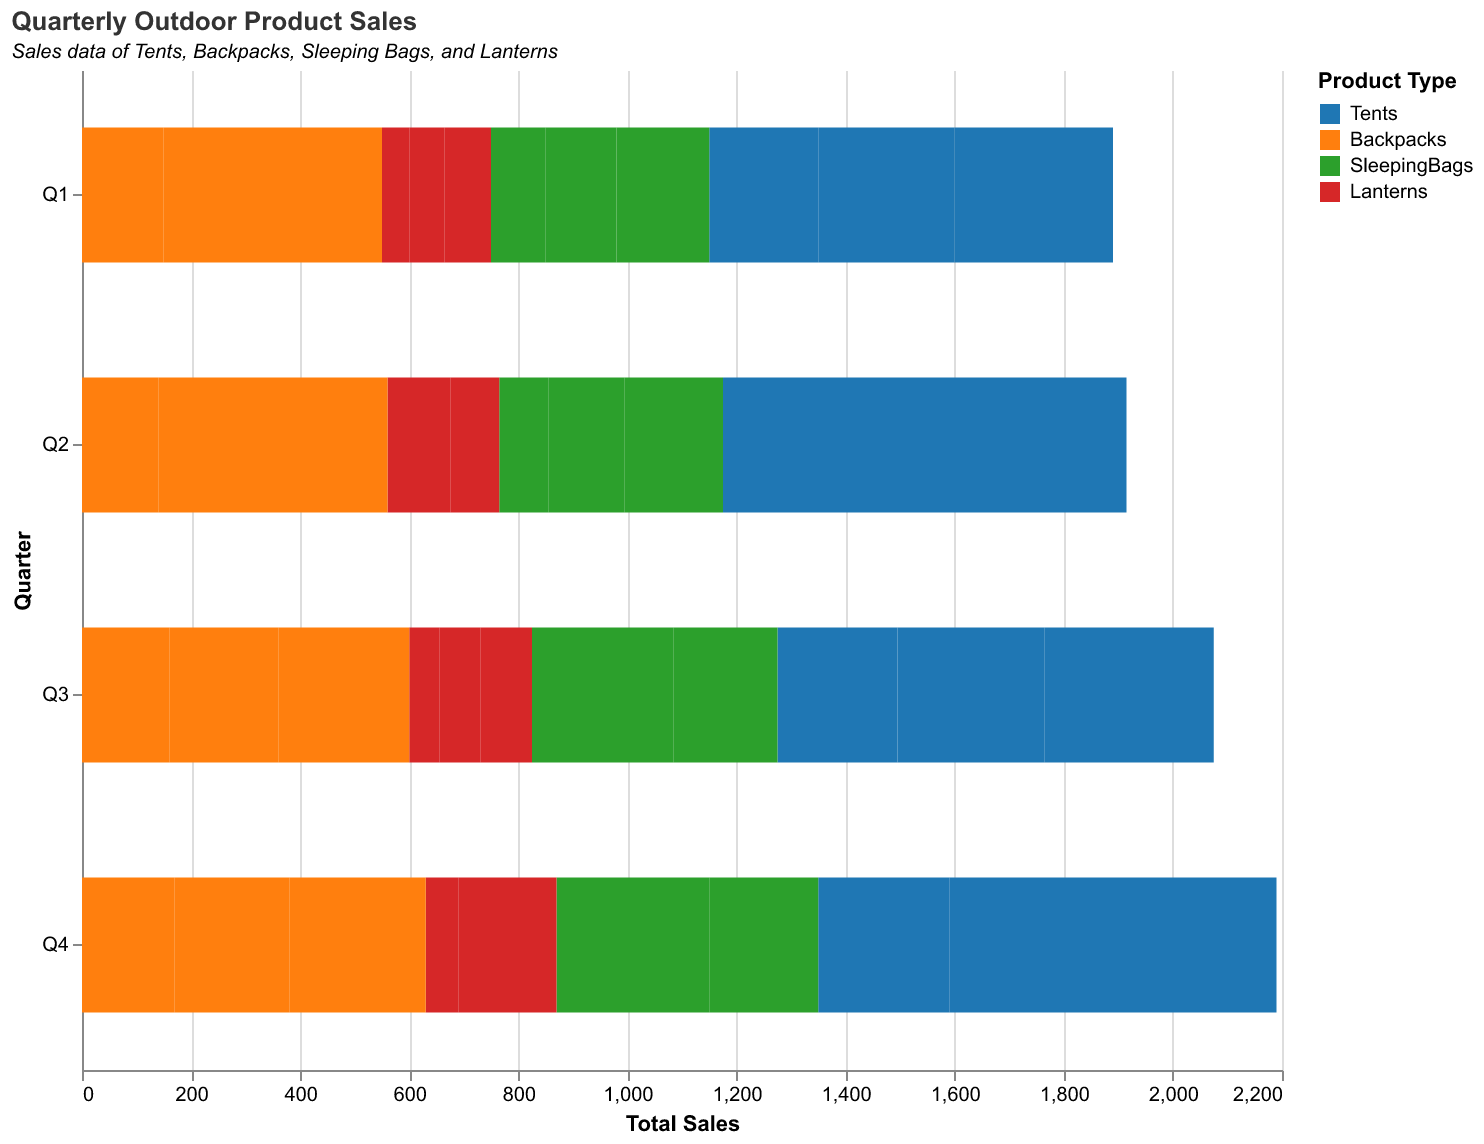 Quarterly Outdoor Product Sales
Sales data of Tents, Backpacks, Sleeping Bags, and Lanterns
Product Type
Tents
Backpacks
SleepingBags
Lanterns
Quarter
Q1
Q2
Q3
Q4
0 200 400 600 800 1,000 1,200 1,400 1,600 1,800 2,000 2,200
Total Sales